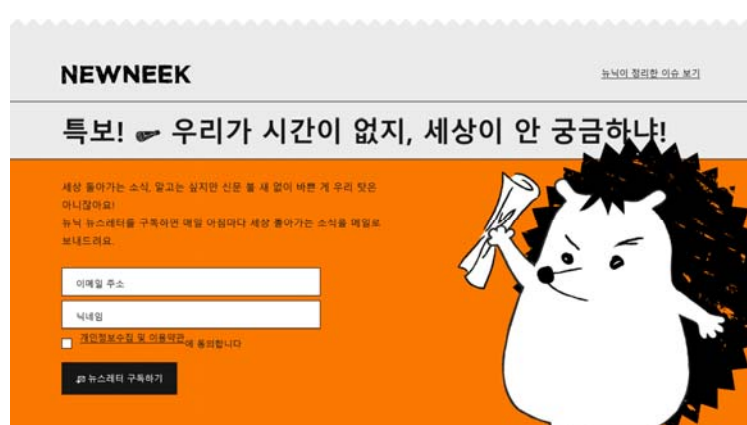 NEWNEEK
뉴닉이 정리한 이슈 보기
특보! 우리가 시간이 없지, 세상이 안 궁금하냐!
세상 돌아가는 소식, 알고는 싶지만 신문 볼 새 없이 바쁜 게 우리 탓은
아니잖아요!
뉴닉 뉴스레터를 구독하면 매일 아침마다 세상 돌아가는 소식을 메일로
보내드려요.
이메일 주소
닉네임
개인정보수집 및 이용약관에 동의합니다
뉴스레터 구독하기